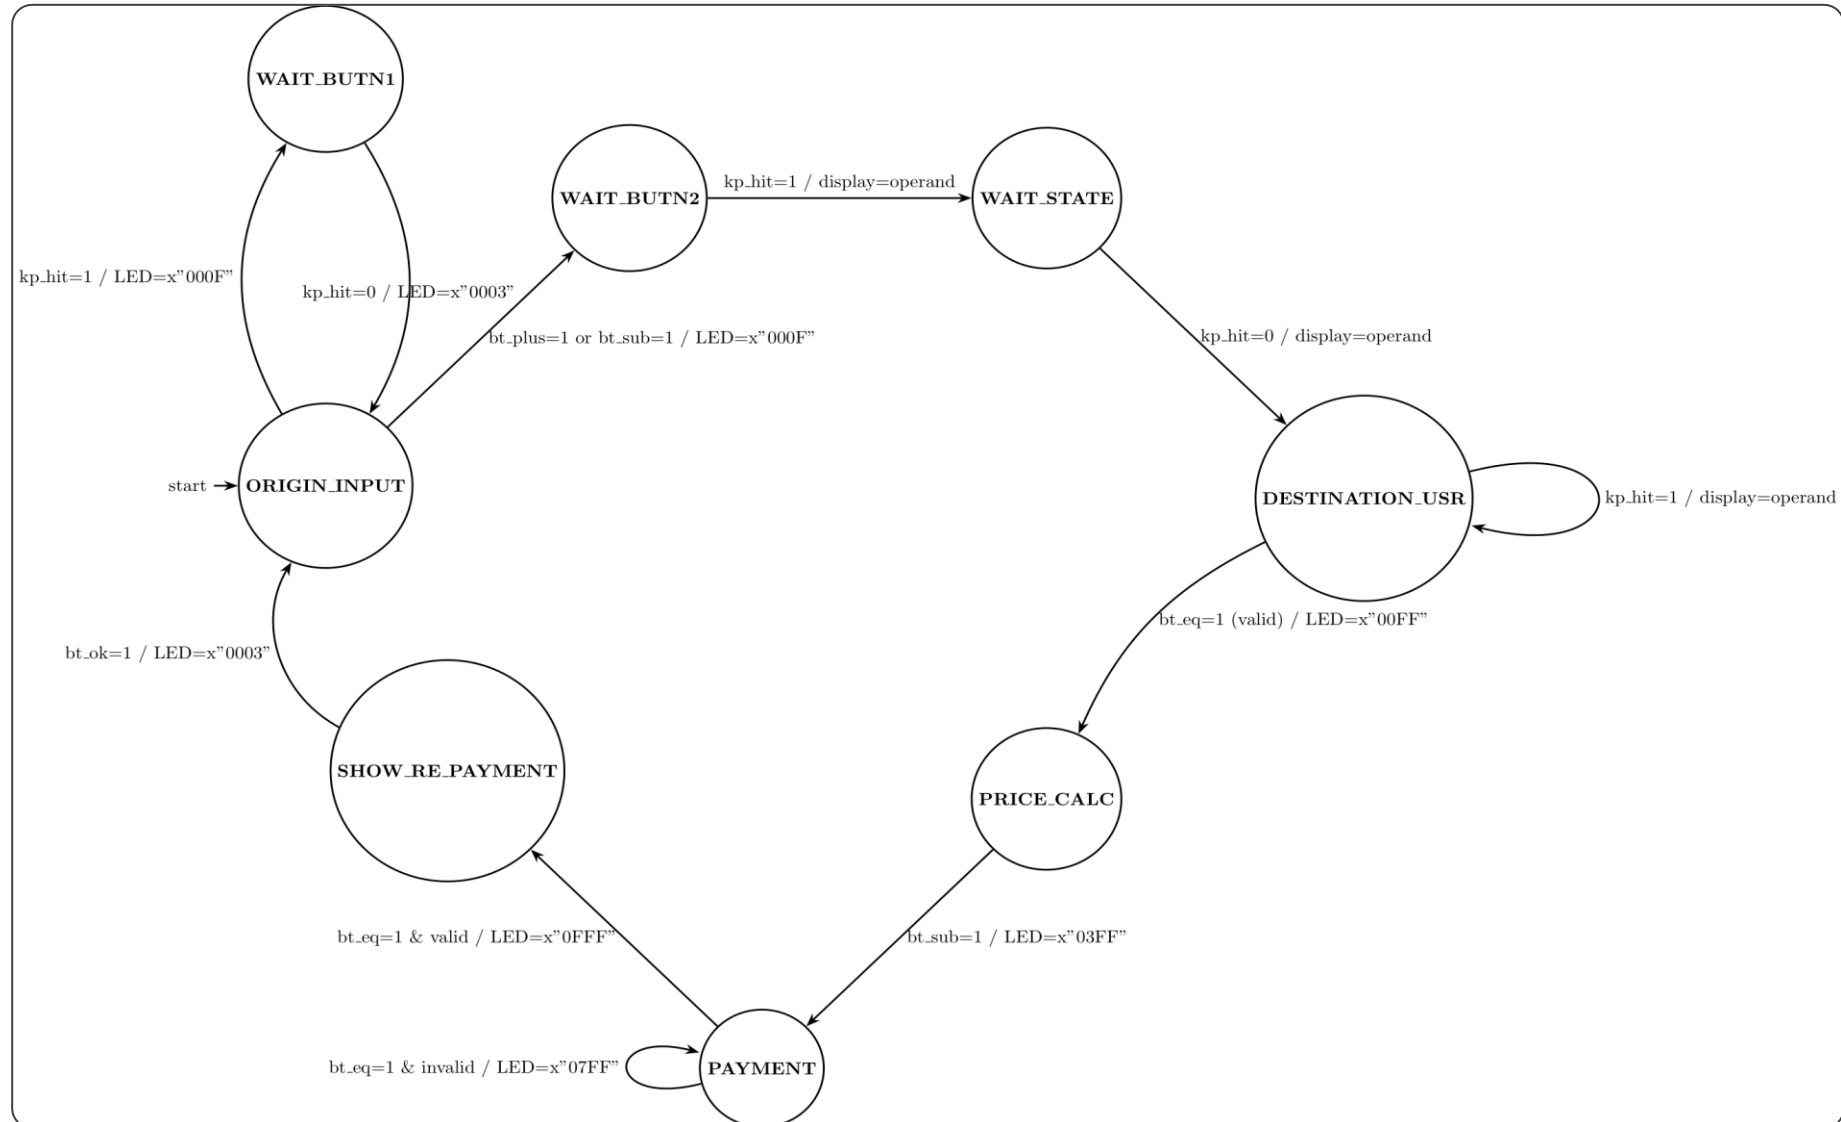 WAIT_BUTN1
kp_hit=1 / display=operand
WAIT_BUTN2
WAIT_STATE
kp_hit=1 / LED=x"000F"
kp_hit=0 / LED=x"0003"
bt_plus=1 or bt_sub=1 / LED=x"000F"
kp_hit=0 / display=operand
start
ORIGIN_INPUT
DESTINATION_USR
kp_hit=1 / display=operand
bt_eq=1 (valid) / LED=x"00FF"
bt_ok=1 / LED=x"0003"
SHOW_RE_PAYMENT
PRICE_CALC
bt_eq=1 & valid / LED=x"0FFF"
bt_sub=1 / LED=x"03FF"
bt_eq=1 & invalid / LED=x"07FF"
PAYMENT